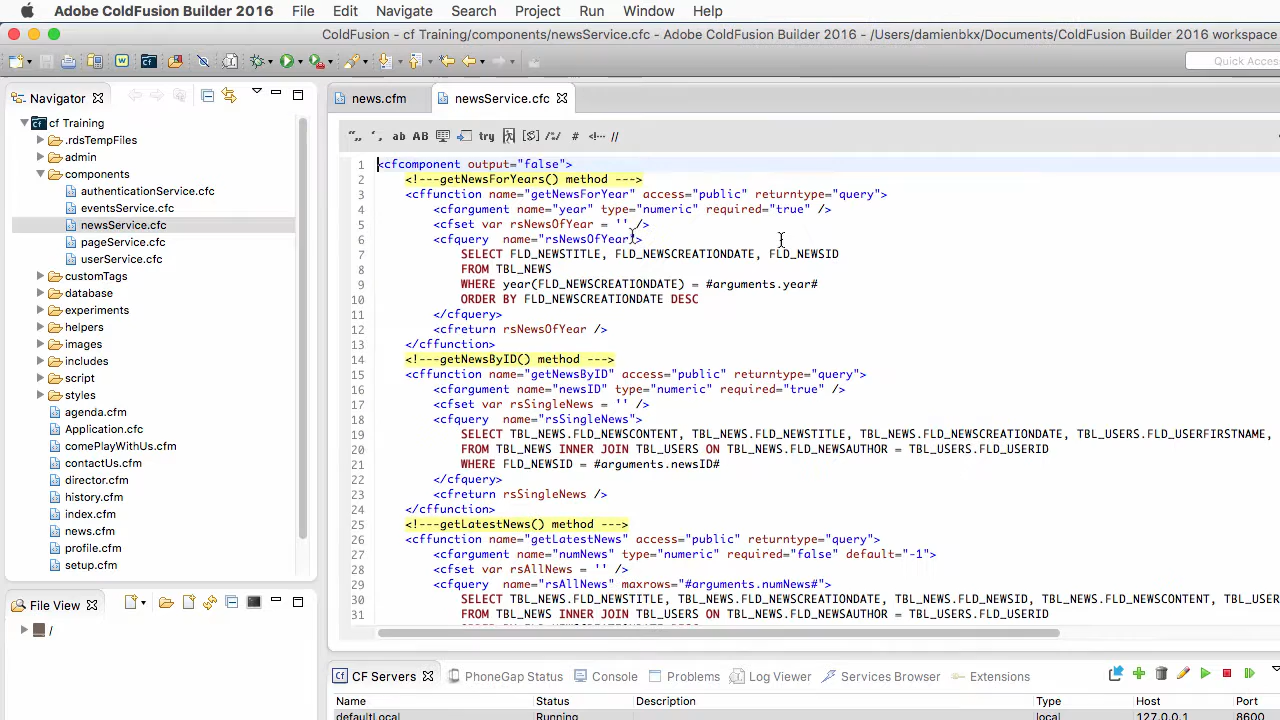 Adobe ColdFusion Builder 2016 File Edit Navigate Search Project Run Window Help
ColdFusion - cf Training/components/newsService.cfc - Adobe ColdFusion Builder 2016 - /Users/damienbkx/Documents/ColdFusion Builder 2016 workspace
Quick Acces
Navigator
cf Training
.rdsTempFiles
admin
components
authenticationService.cfc
eventsService.cfc
newsService.cfc
pageService.cfc
userService.cfc
customTags
database
experiments
helpers
images
includes
script
styles
agenda.cfm
Application.cfc
comePlayWithUs.cfm
contactUs.cfm
director.cfm
history.cfm
index.cfm
news.cfm
profile.cfm
setup.cfm
File View
/
news.cfm newsService.cfc
"„ ‘, ab AB try /*/ # <!-- //
1 <cfcomponent output="false">
2 <!---getNewsForYears() method --->
3 <cffunction name="getNewsForYear" access="public" returntype="query">
4 <cfargument name="year" type="numeric" required="true" />
5 <cfset var rsNewsOfYear = '' />
6 <cfquery name="rsNewsOfYear">
7 SELECT FLD_NEWSTITLE, FLD_NEWSCREATIONDATE, FLD_NEWSID
8 FROM TBL_NEWS
9 WHERE year(FLD_NEWSCREATIONDATE) = #arguments.year#
10 ORDER BY FLD_NEWSCREATIONDATE DESC
11 </cfquery>
12 <cfreturn rsNewsOfYear />
13 </cffunction>
14 <!---getNewsByID() method --->
15 <cffunction name="getNewsByID" access="public" returntype="query">
16 <cfargument name="newsID" type="numeric" required="true" />
17 <cfset var rsSingleNews = '' />
18 <cfquery name="rsSingleNews">
19 SELECT TBL_NEWS.FLD_NEWSCONTENT, TBL_NEWS.FLD_NEWSTITLE, TBL_NEWS.FLD_NEWSCREATIONDATE, TBL_USERS.FLD_USERFIRSTNAME,
20 FROM TBL_NEWS INNER JOIN TBL_USERS ON TBL_NEWS.FLD_NEWSAUTHOR = TBL_USERS.FLD_USERID
21 WHERE FLD_NEWSID = #arguments.newsID#
22 </cfquery>
23 <cfreturn rsSingleNews />
24 </cffunction>
25 <!---getLatestNews() method --->
26 <cffunction name="getLatestNews" access="public" returntype="query">
27 <cfargument name="numNews" type="numeric" required="false" default="-1">
28 <cfset var rsAllNews = '' />
29 <cfquery name="rsAllNews" maxrows="#arguments.numNews#">
30 SELECT TBL_NEWS.FLD_NEWSTITLE, TBL_NEWS.FLD_NEWSCREATIONDATE, TBL_NEWS.FLD_NEWSID, TBL_NEWS.FLD_NEWSCONTENT, TBL_USER
31 FROM TBL_NEWS INNER JOIN TBL_USERS ON TBL_NEWS.FLD_NEWSAUTHOR = TBL_USERS.FLD_USERID
CF Servers PhoneGap Status Console Problems Log Viewer Services Browser Extensions
Name Status Description Type Host Port
defaultLocal Running local 127.0.0.1 8600